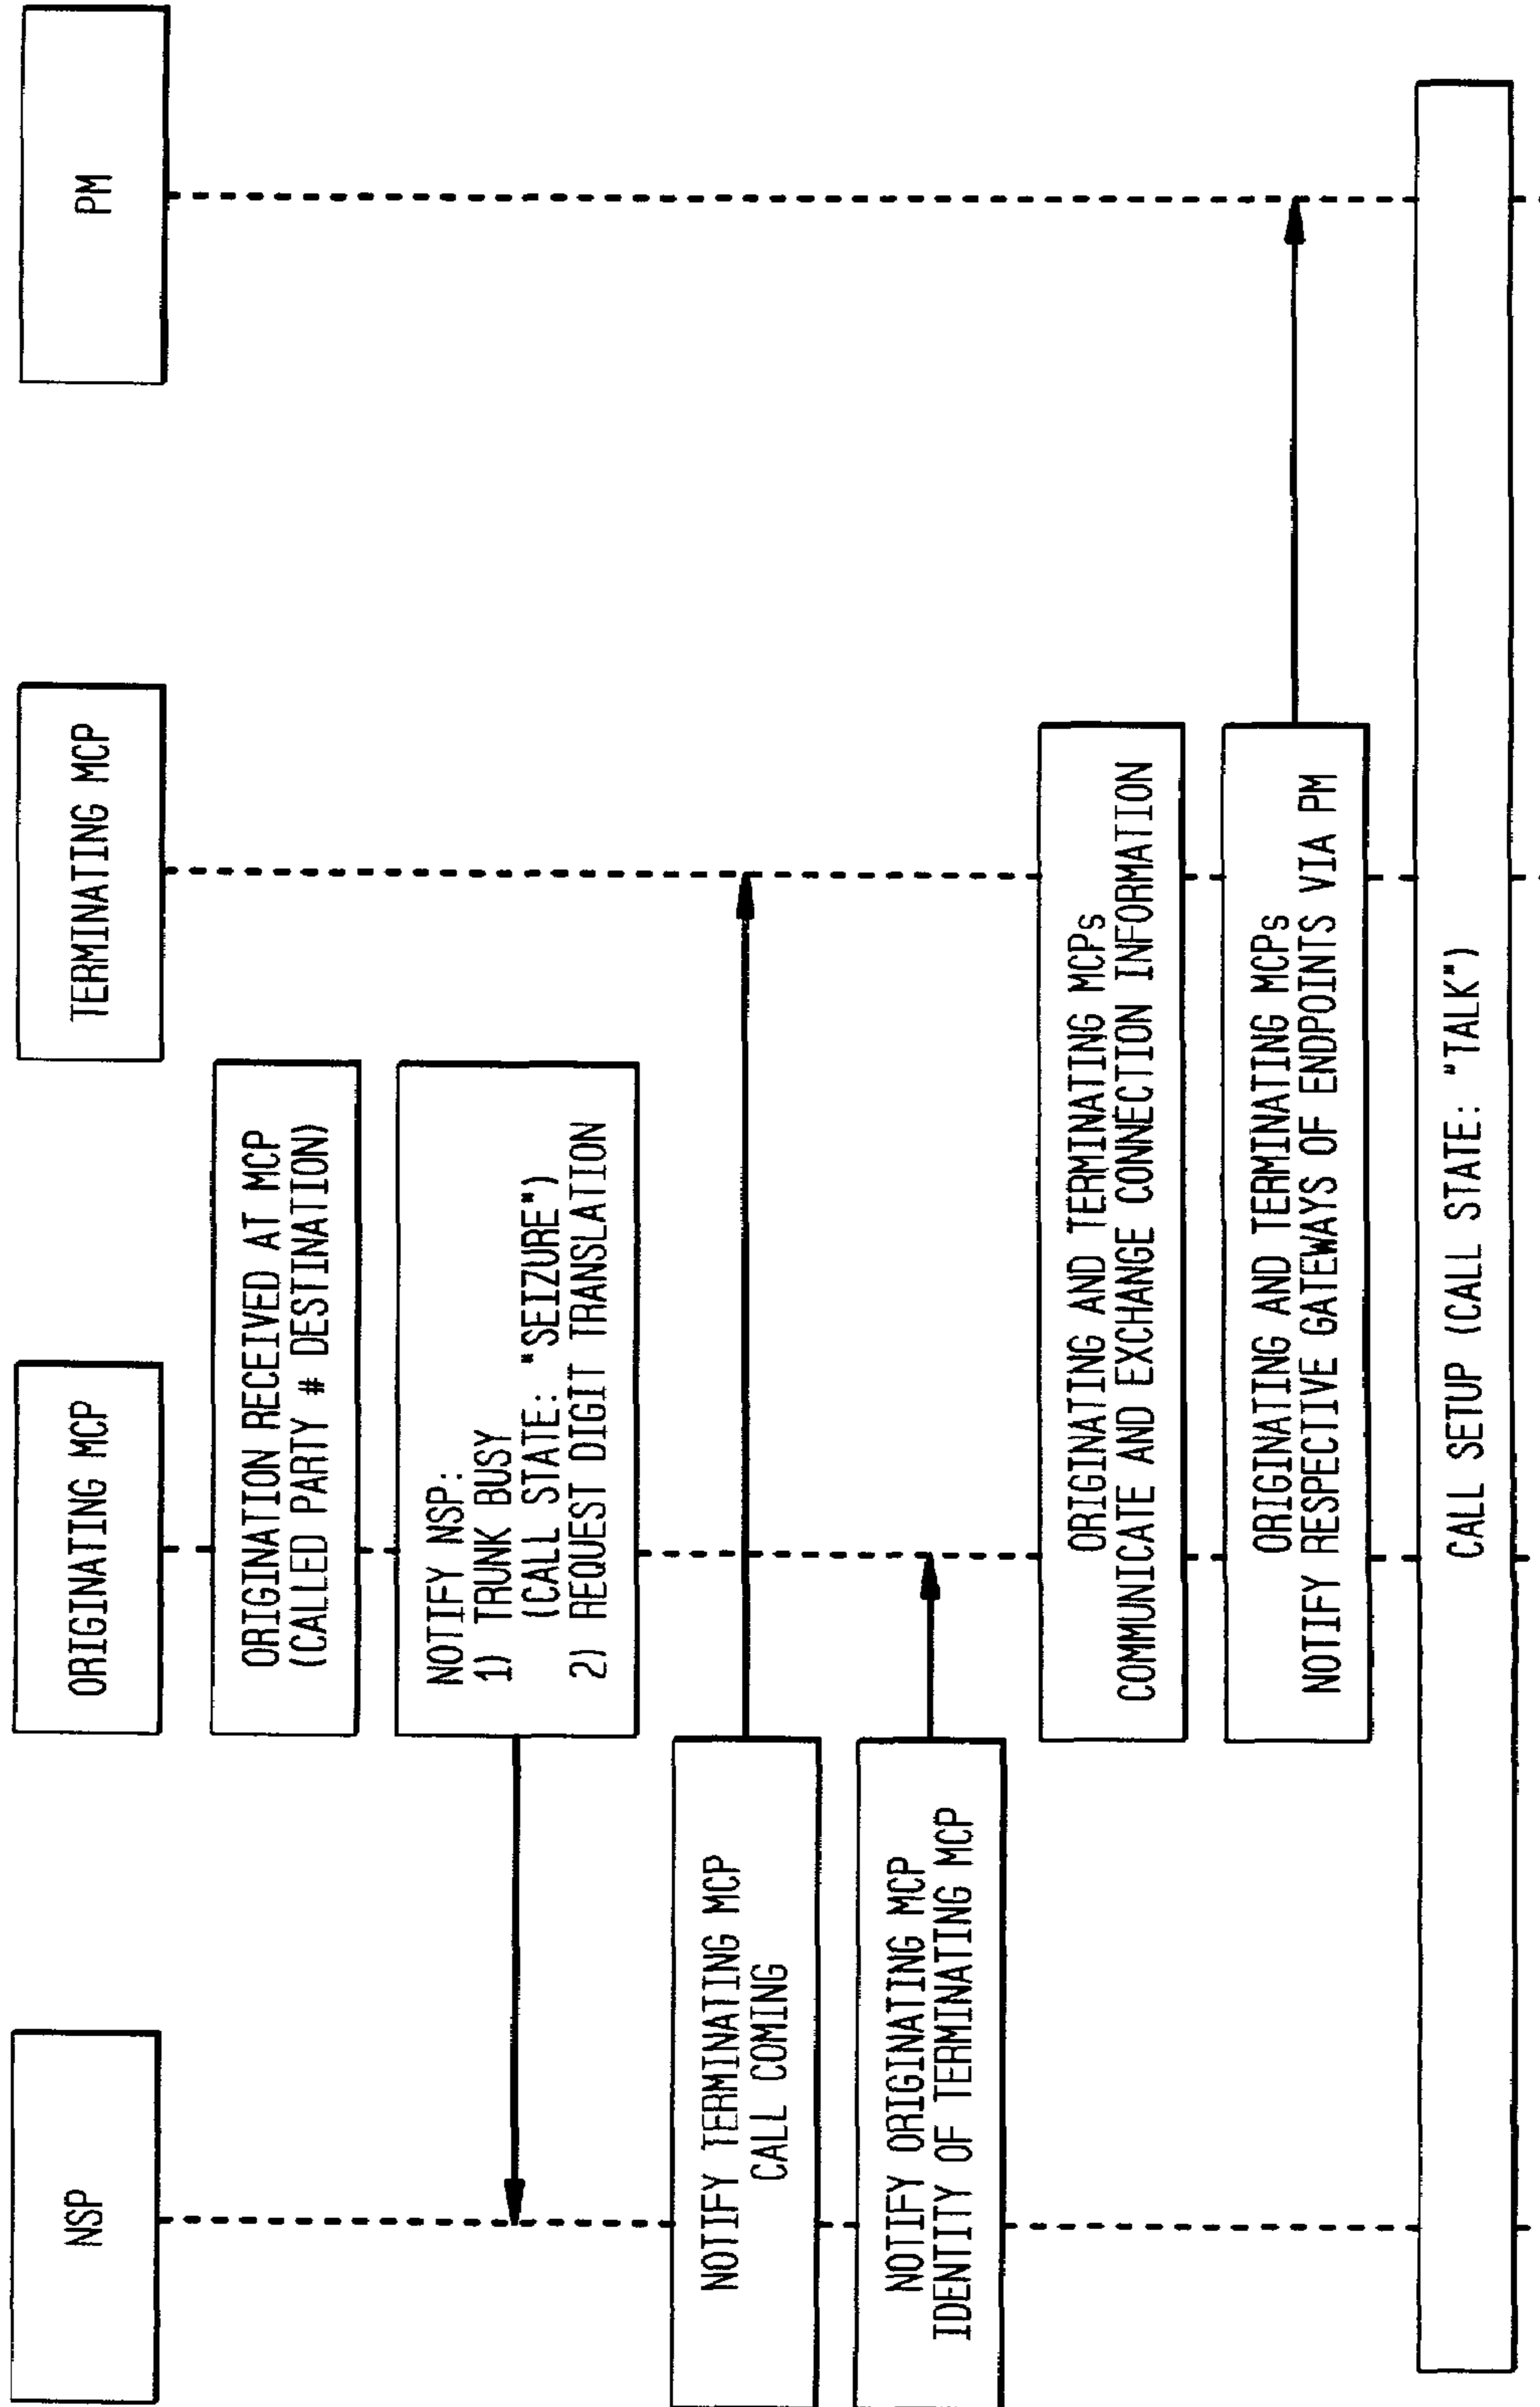 NSP
ORIGINATING MCP
TERMINATING MCP
PM
ORIGINATION RECEIVED AT MCP
(CALLED PARTY # DESTINATION)
NOTIFY NSP:
1) TRUNK BUSY
(CALL STATE: "SEIZURE")
2) REQUEST DIGIT TRANSLATION
NOTIFY TERMINATING MCP
CALL COMING
NOTIFY ORIGINATING MCP
IDENTITY OF TERMINATING MCP
ORIGINATING AND TERMINATING MCPs
COMMUNICATE AND EXCHANGE CONNECTION INFORMATION
ORIGINATING AND TERMINATING MCPs
NOTIFY RESPECTIVE GATEWAYS OF ENDPOINTS VIA PM
CALL SETUP (CALL STATE: "TALK")